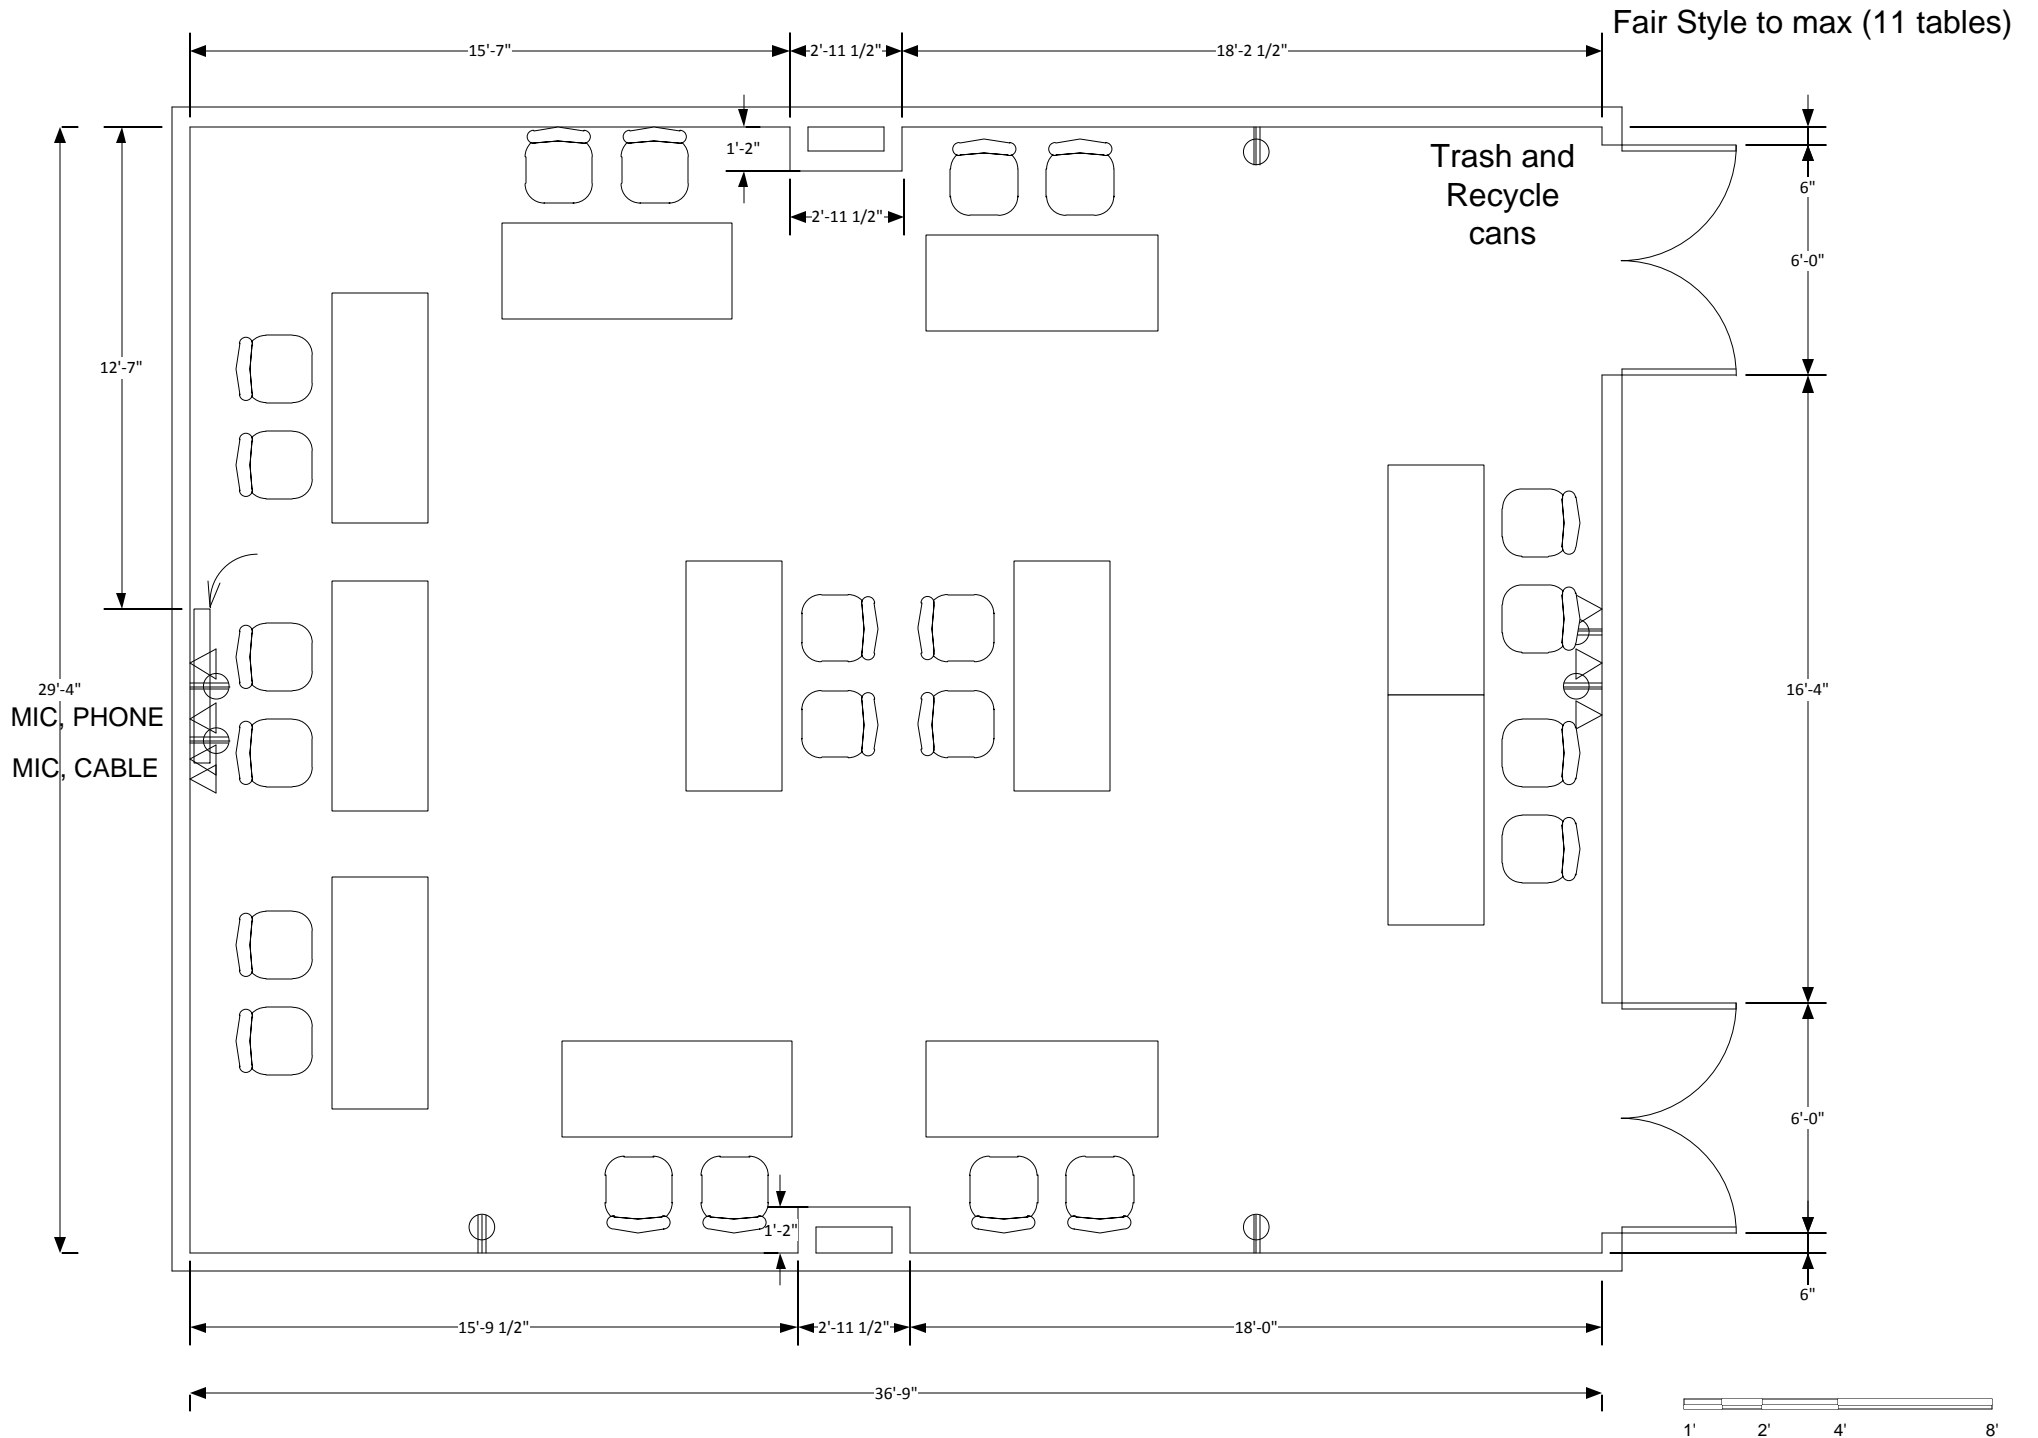 Fair Style to max (11 tables)
15'-7"
2'-11 1/2"
18'-2 1/2"
1'-2"
Trash and
Recycle
cans
6"
2'-11 1/2"
6'-0"
12'-7"
29'-4"
16'-4"
MIC, PHONE
MIC, CABLE
6'-0"
1'-2"
6"
15'-9 1/2"
2'-11 1/2"
18'-0"
36'-9"
1' 2' 4' 8'